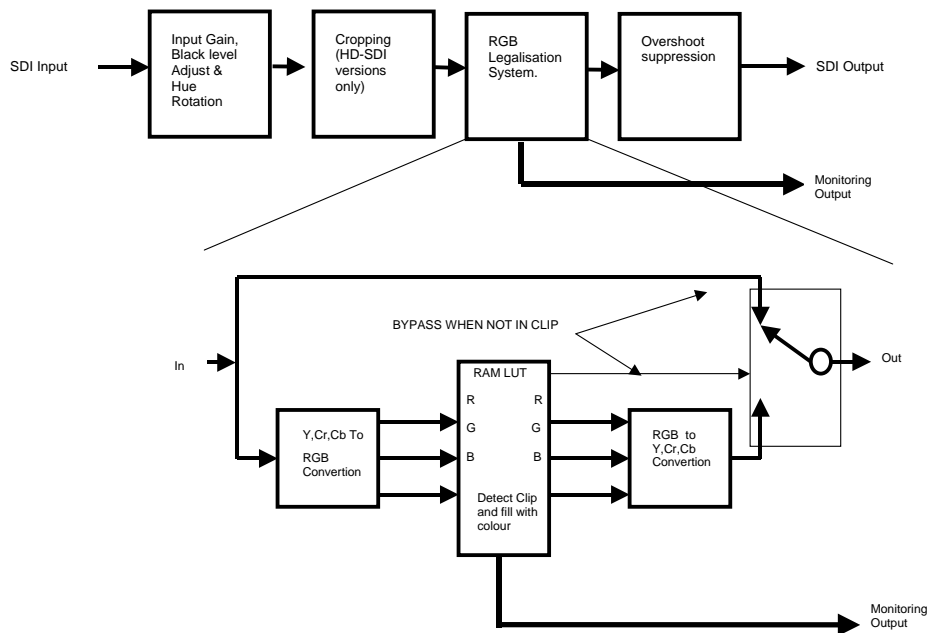 SDI Input
Input Gain,
Black level
Adjust &
Hue
Rotation
Cropping
(HD-SDI
versions
only)
RGB
Legalisation
System.
Overshoot
suppression
SDI Output
Monitoring
Output
BYPASS WHEN NOT IN CLIP
In
Out
Y,Cr,Cb To
RGB
Convertion
RAM LUT
R R
G G
B B
Detect Clip
and fill with
colour
RGB to
Y,Cr,Cb
Convertion
Monitoring
Output